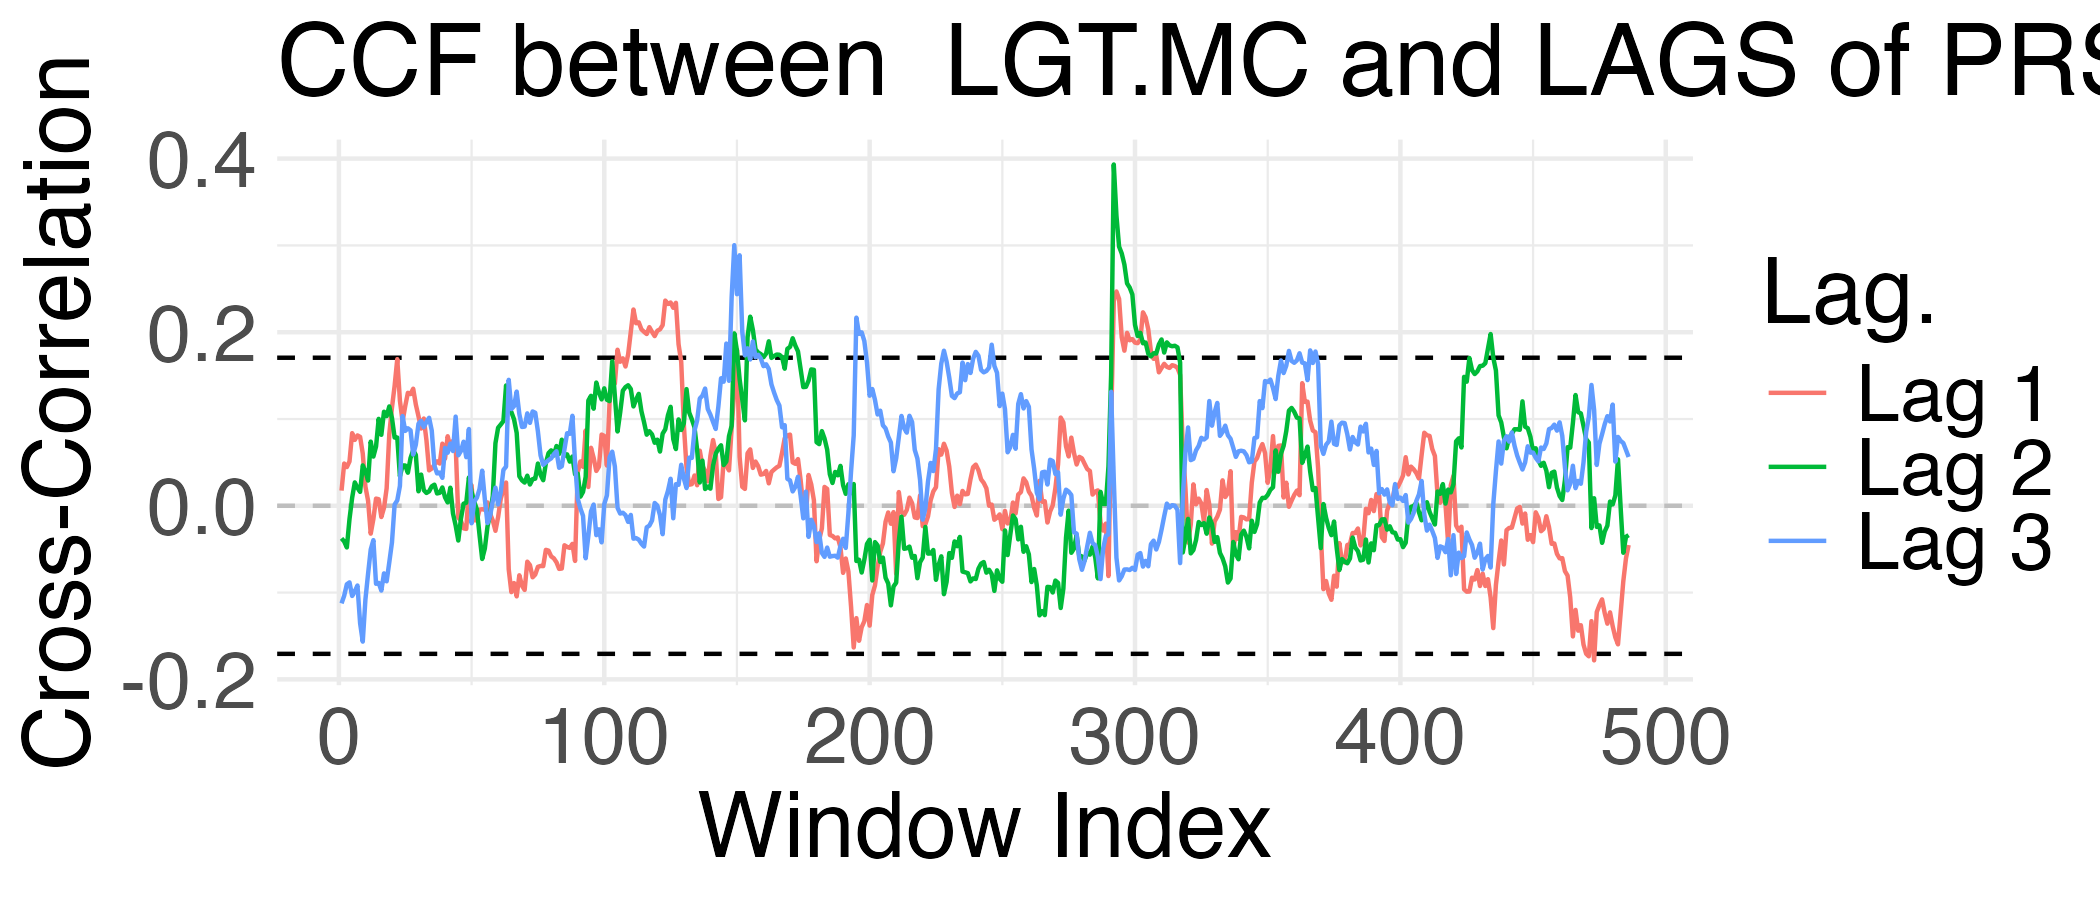 CCF between LGT.MC and LAGS of PRS
Cross-Correlation
0.4
0.2
0.0
-0.2
0 100 200 300 400 500
Window Index
Lag.
Lag 1
Lag 2
Lag 3